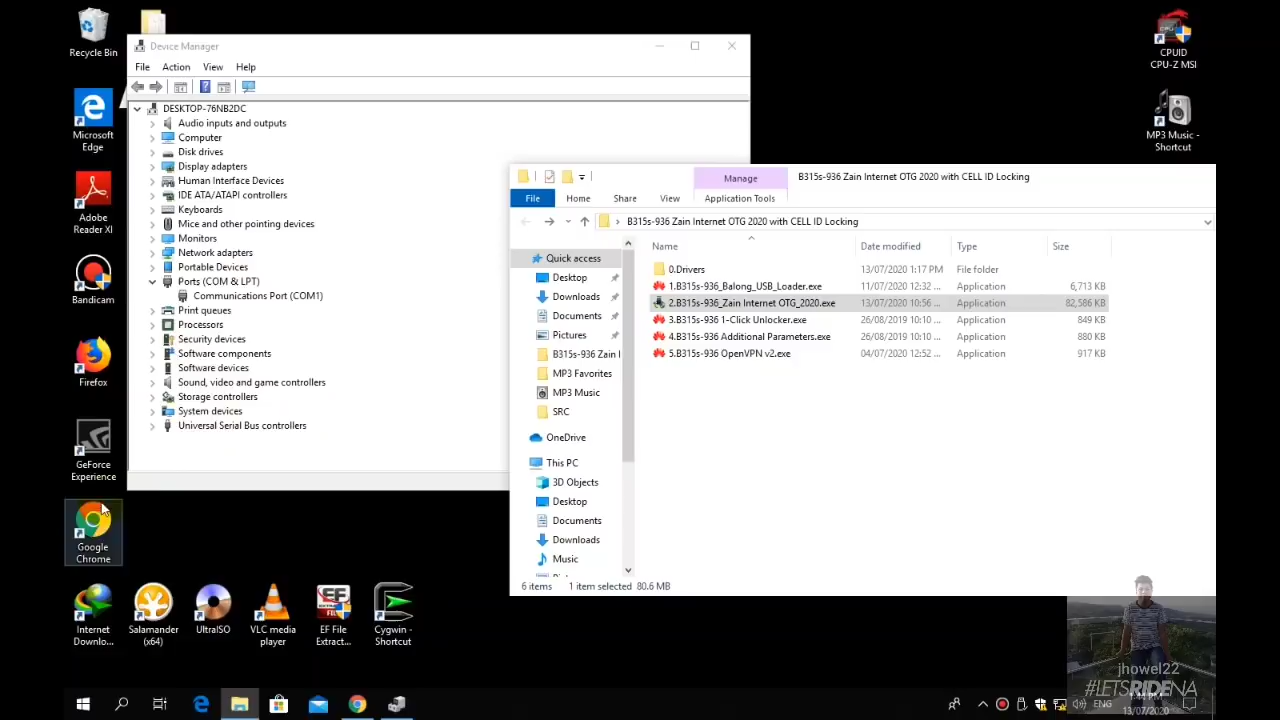 Recycle Bin
Microsoft
Edge
Adobe
Reader XI
Bandicam
Firefox
GeForce
Experience
Google
Chrome
Internet
Downlo...
Salamander
(x64)
UltraISO
VLC media
player
EF File
Extract...
Cygwin -
Shortcut
CPUID
CPU-Z MSI
MP3 Music -
Shortcut
Device Manager
File Action View Help
DESKTOP-76NB2DC
Audio inputs and outputs
Computer
Disk drives
Display adapters
Human Interface Devices
IDE ATA/ATAPI controllers
Keyboards
Mice and other pointing devices
Monitors
Network adapters
Portable Devices
Ports (COM & LPT)
Communications Port (COM1)
Print queues
Processors
Security devices
Software components
Software devices
Sound, video and game controllers
Storage controllers
System devices
Universal Serial Bus controllers
Manage B315s-936 Zain Internet OTG 2020 with CELL ID Locking
File Home Share View Application Tools
B315s-936 Zain Internet OTG 2020 with CELL ID Locking
Quick access
Desktop
Downloads
Documents
Pictures
B315s-936 Zain I
MP3 Favorites
MP3 Music
SRC
OneDrive
This PC
3D Objects
Desktop
Documents
Downloads
Music
Name Date modified Type Size
0.Drivers 13/07/2020 1:17 PM File folder
1.B315s-936_Balong_USB_Loader.exe 11/07/2020 12:32 ... Application 6,713 KB
2.B315s-936_Zain Internet OTG_2020.exe 13/07/2020 10:56 ... Application 82,586 KB
3.B315s-936 1-Click Unlocker.exe 26/08/2019 10:10 ... Application 849 KB
4.B315s-936 Additional Parameters.exe 26/08/2019 10:10 ... Application 880 KB
5.B315s-936 OpenVPN v2.exe 04/07/2020 12:52 ... Application 917 KB
6 items 1 item selected 80.6 MB
jhowel22
#LETSRIDENA
ENG
1:44 PM
13/07/2020